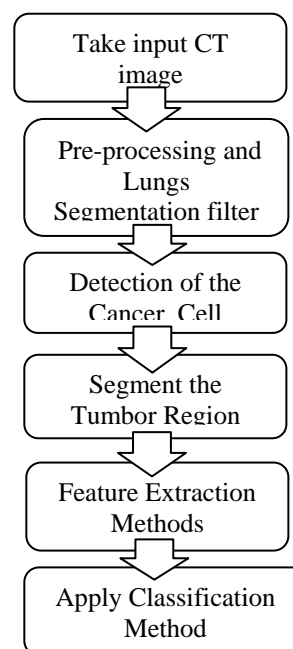 Take input CT
image
Pre-processing and
Lungs
Segmentation filter
Detection of the
Cancer Cell
Segment the
Tumbor Region
Feature Extraction
Methods
Apply Classification
Method